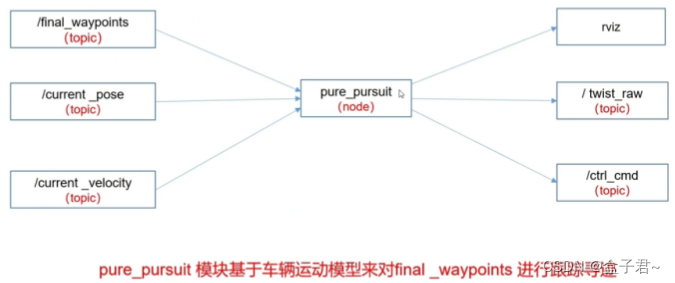 /final_waypoints
(topic)
/current _pose
(topic)
/current _velocity
(topic)
pure_pursuit
(node)
rviz
/ twist_raw
(topic)
/ctrl_cmd
(topic)
pure_pursuit 模块基于车辆运动模型来对final _waypoints 进行跟踪
CSDN @盒子君~